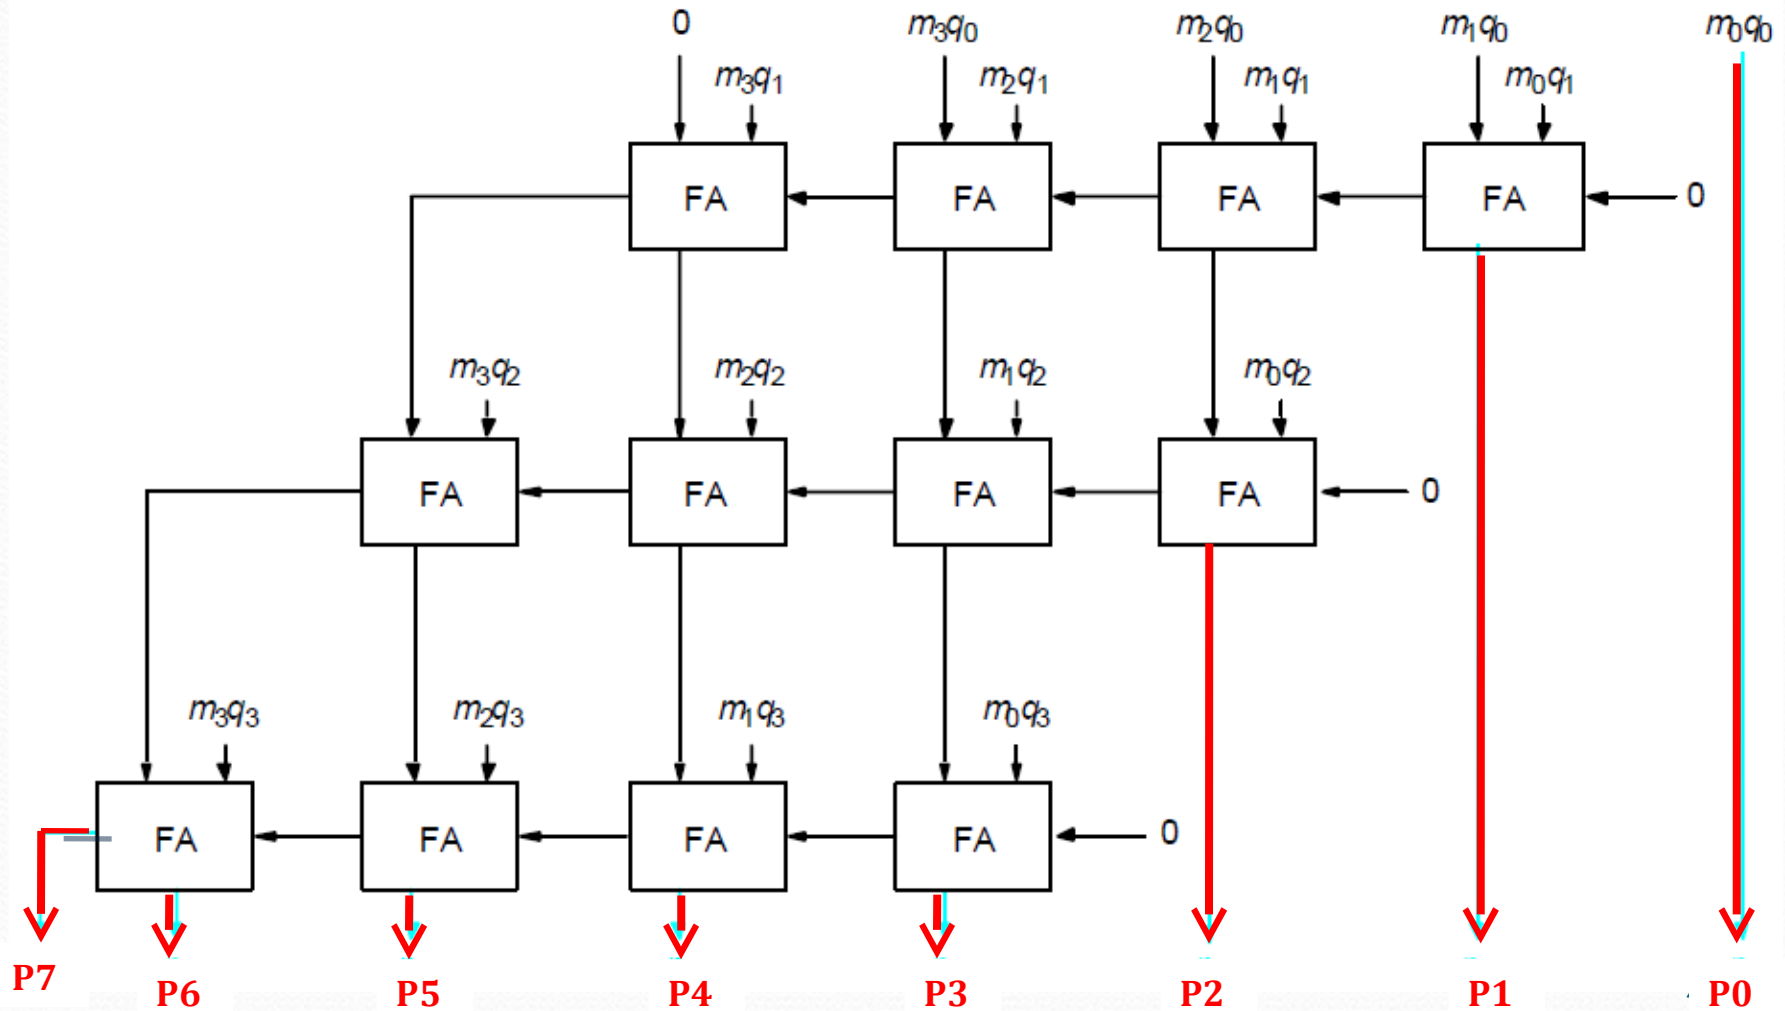 0 m₃q₀ m₂q₀ m₁q₀ m₀q₀
m₃q₁ m₂q₁ m₁q₁ m₀q₁
FA FA FA FA 0
m₃q₂ m₂q₂ m₁q₂ m₀q₂
FA FA FA FA 0
m₃q₃ m₂q₃ m₁q₃ m₀q₃
FA FA FA FA 0
P7 P6 P5 P4 P3 P2 P1 P0